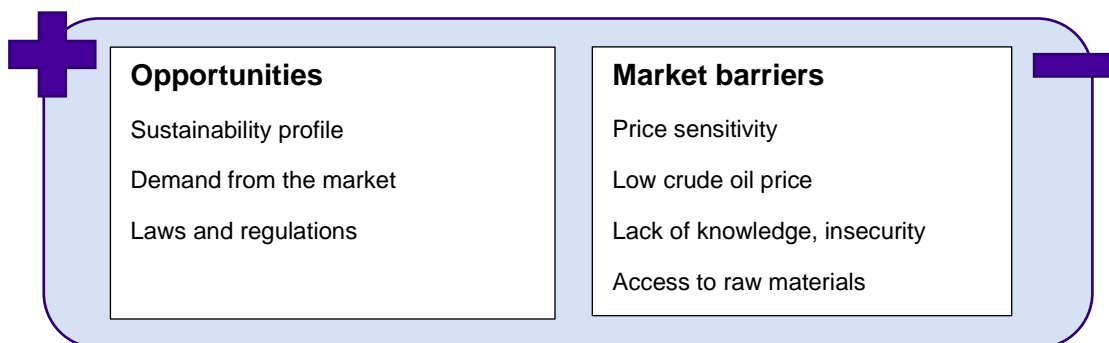 Opportunities
Sustainability profile
Demand from the market
Laws and regulations
Market barriers
Price sensitivity
Low crude oil price
Lack of knowledge, insecurity
Access to raw materials